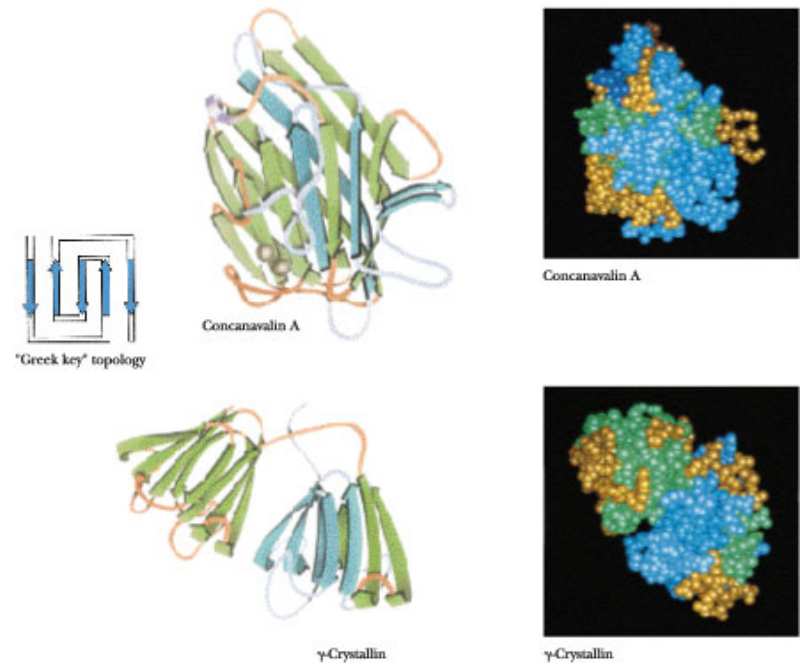 Concanavalin A
Concanavalin A
"Greek key" topology
γ-Crystallin
γ-Crystallin